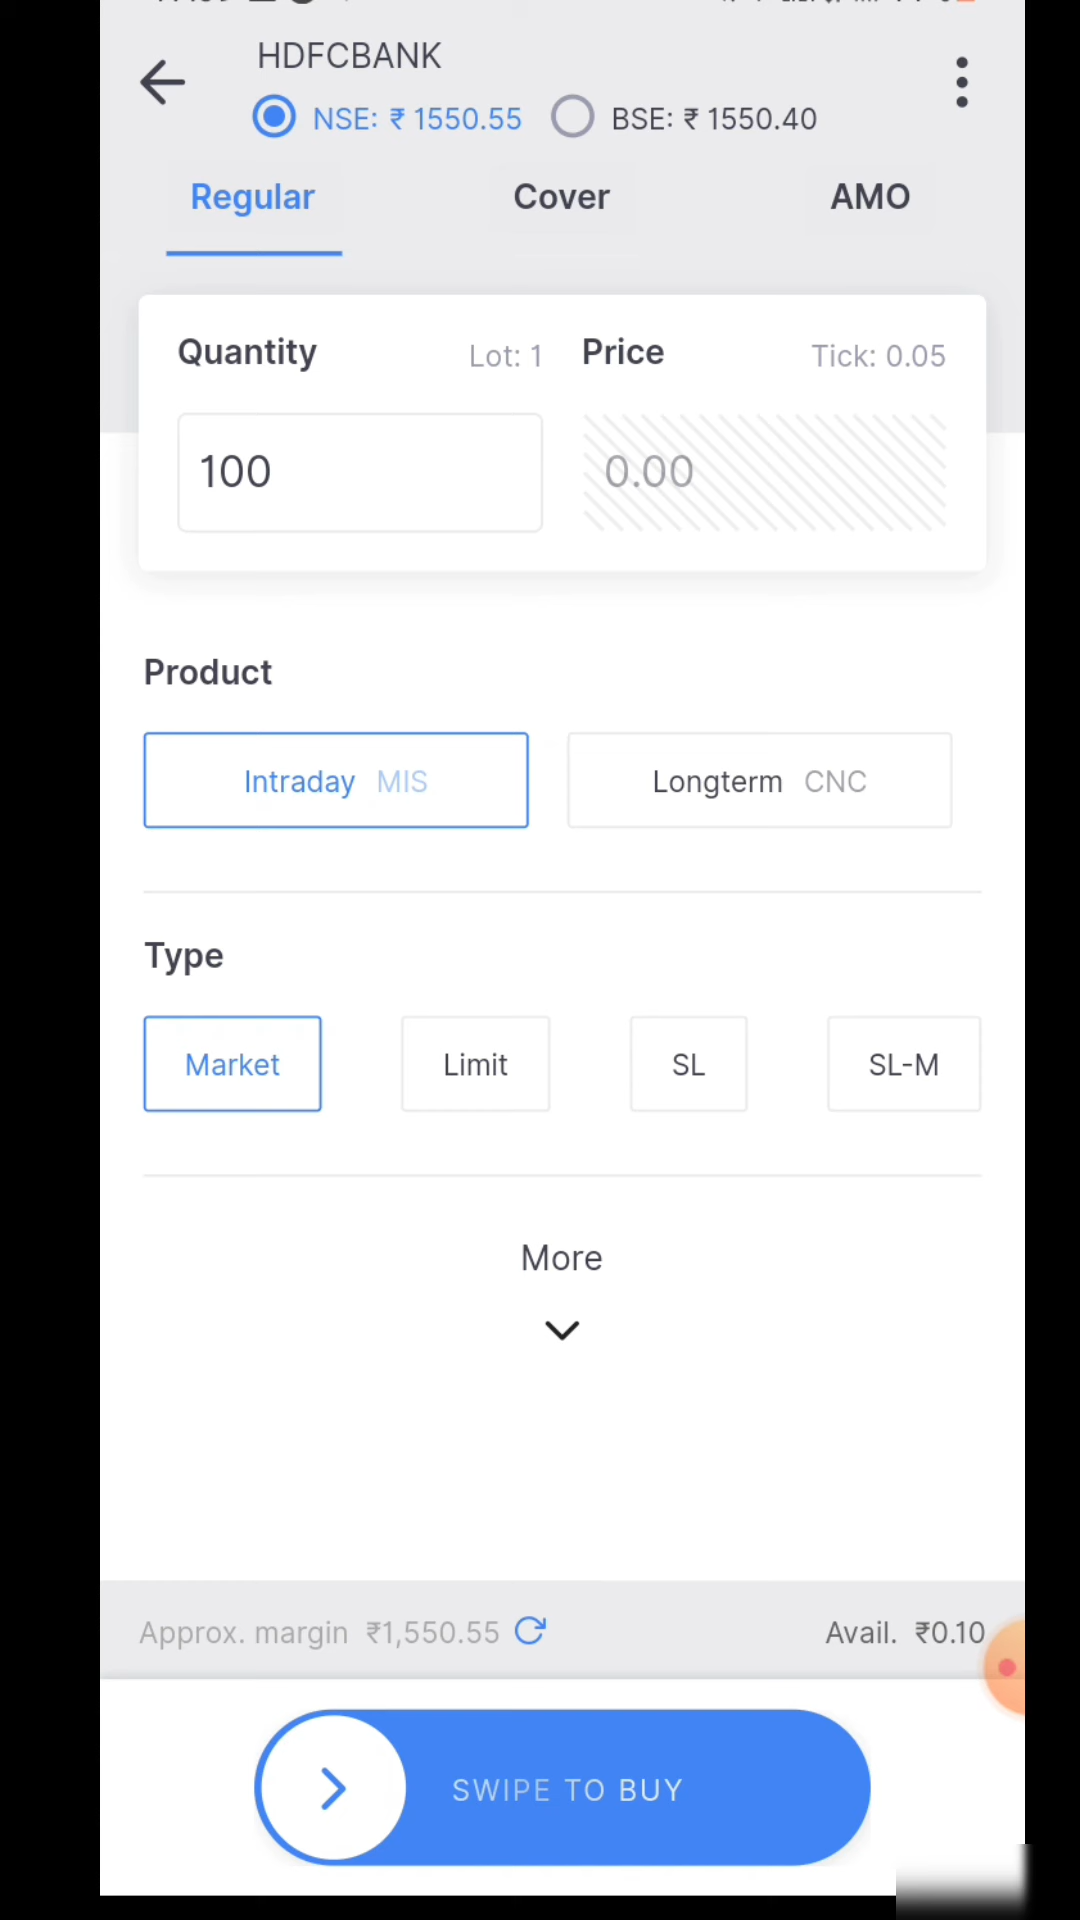 HDFCBANK
NSE: ₹ 1550.55 BSE: ₹ 1550.40
Regular Cover AMO
Quantity Lot: 1 Price Tick: 0.05
100 0.00
Product
Intraday MIS Longterm CNC
Type
Market Limit SL SL-M
More
Approx. margin ₹1,550.55 Avail. ₹0.10
SWIPE TO BUY